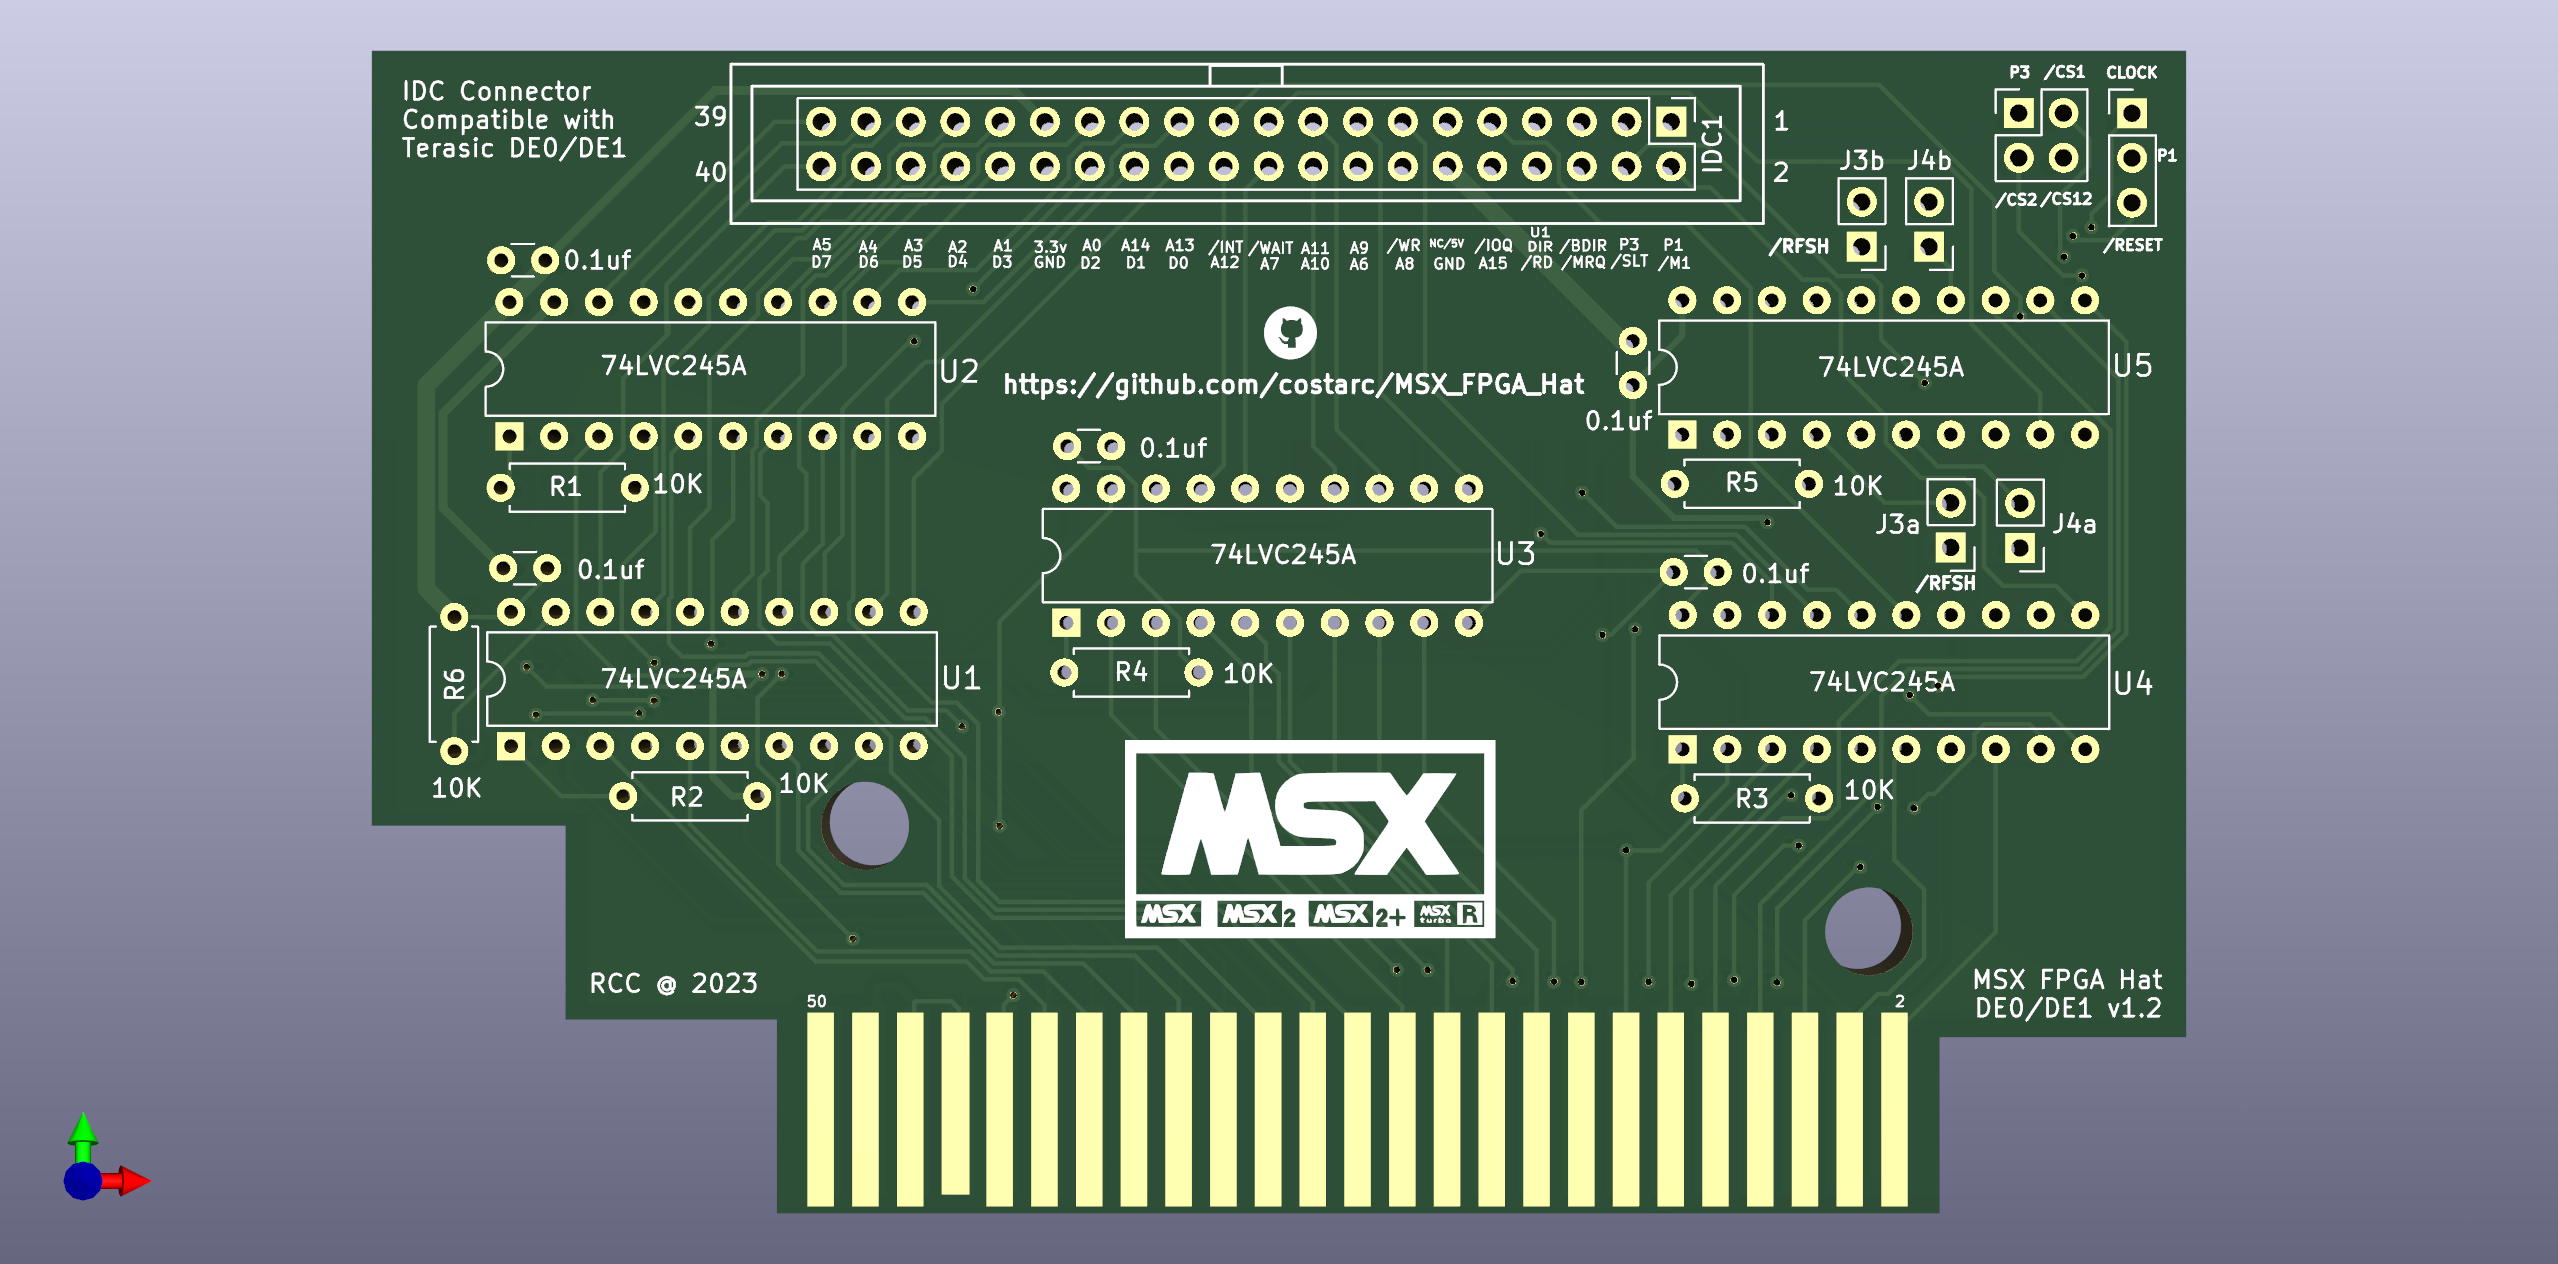 IDC Connector
Compatible with
Terasic DE0/DE1
39
40
1
2
IDC1
P3 /CS1
CLOCK
P1
/CS2 /CS12
/RESET
J3b J4b
/RFSH
A5 A4 A3 A2 A1 3.3v A0 A14 A13 /INT /WAIT A11 A9 /WR NC/5V /IOQ U1 DIR /BDIR P3 P1
D7 D6 D5 D4 D3 GND D2 D1 D0 A12 A7 A10 A6 A8 GND A15 /RD /MRQ /SLT /M1
0.1uf
74LVC245A
U2
https://github.com/costarc/MSX_FPGA_Hat
0.1uf
74LVC245A
U5
R1
10K
0.1uf
0.1uf
74LVC245A
U3
R5
10K
J3a
J4a
/RFSH
0.1uf
R6
10K
74LVC245A
U1
R2
10K
R4
10K
74LVC245A
U4
R3
10K
MSX
MSX MSX2 MSX2+ MSX turbo R
RCC @ 2023
50
2
MSX FPGA Hat
DE0/DE1 v1.2